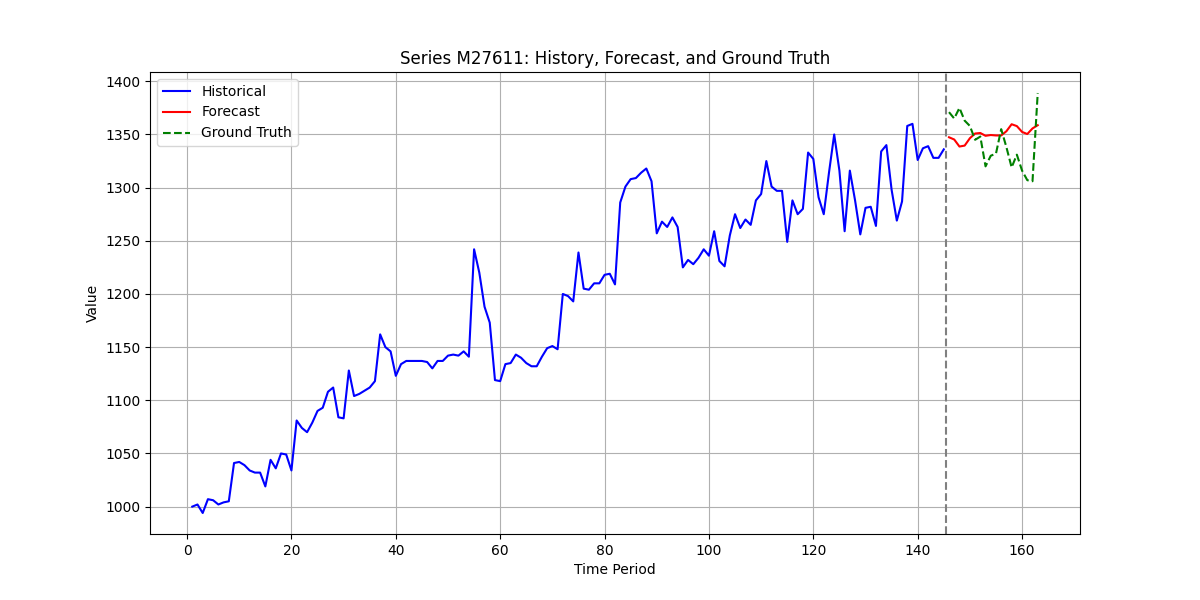 Series M27611: History, Forecast, and Ground Truth
Historical
Forecast
Ground Truth
1400
1350
1300
1250
1200
1150
1100
1050
1000
Value
0 20 40 60 80 100 120 140 160
Time Period